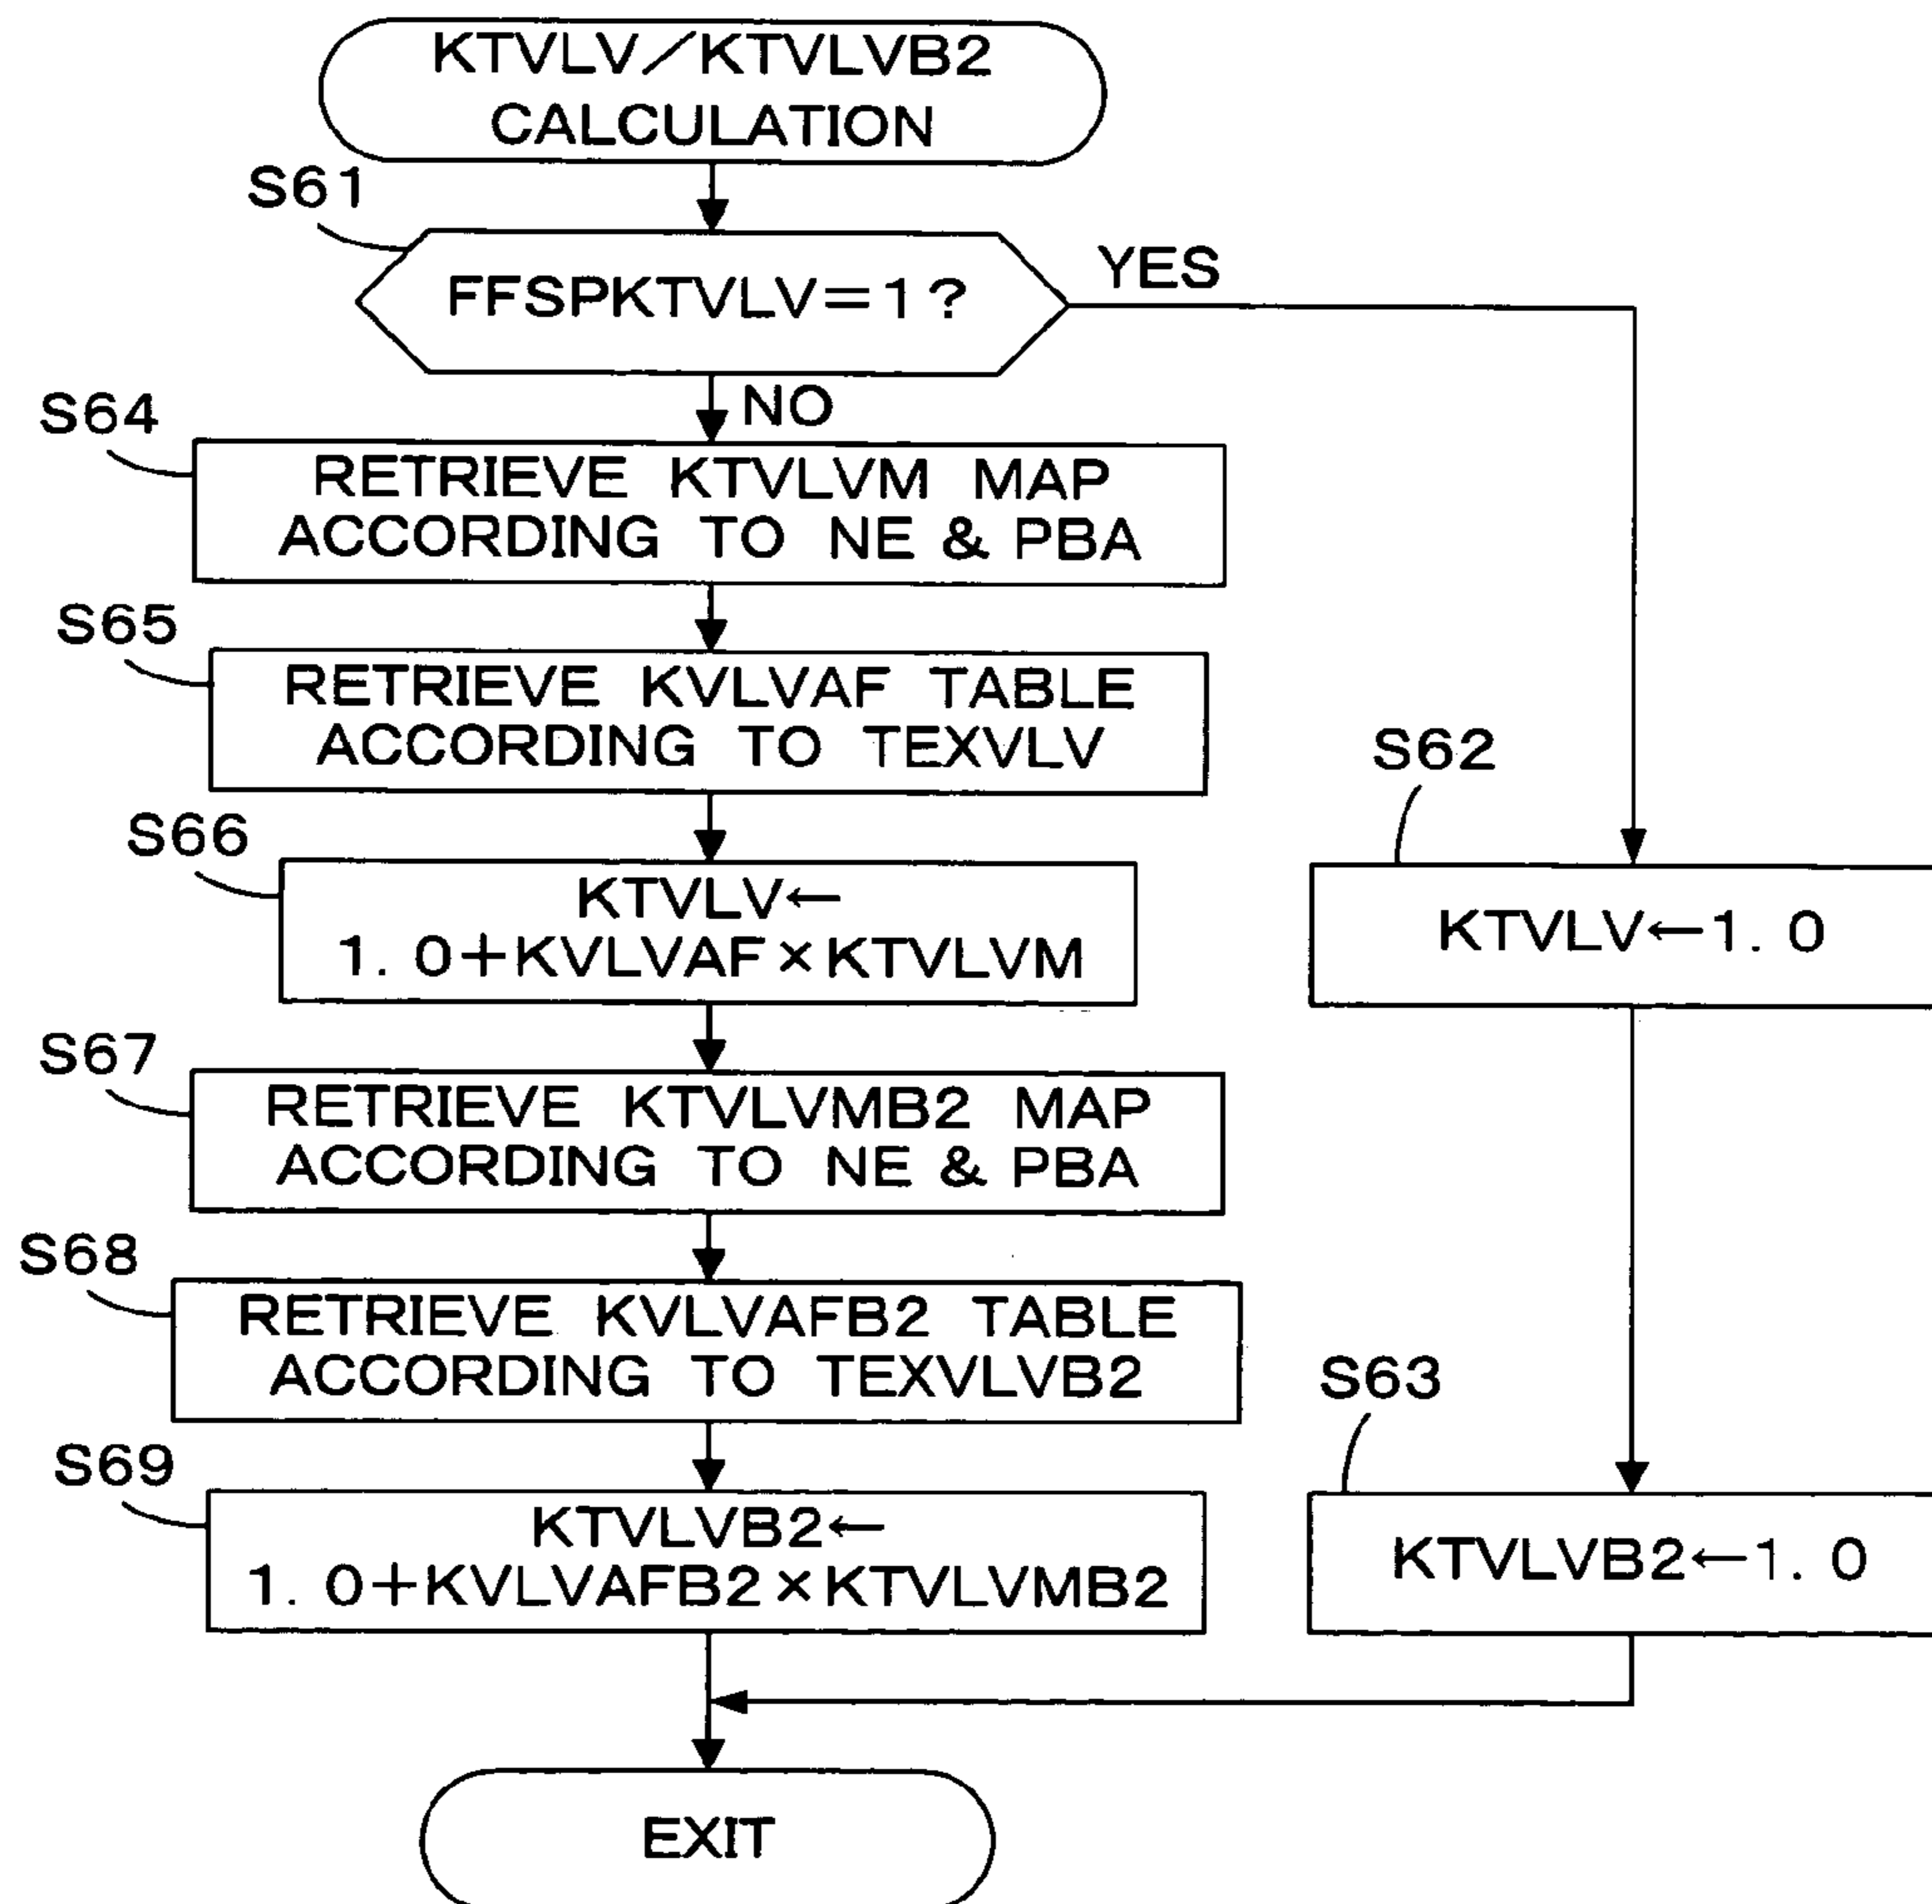 KTVLV/KTVLVB2
CALCULATION
S61
FFSPKTVLV=1?
YES
NO
S64
RETRIEVE KTVLVM MAP
ACCORDING TO NE & PBA
S65
RETRIEVE KVLVAF TABLE
ACCORDING TO TEXVLV
S66
KTVLV←
1. 0+KVLVAF×KTVLVM
S62
KTVLV←1. 0
S67
RETRIEVE KTVLVMB2 MAP
ACCORDING TO NE & PBA
S68
RETRIEVE KVLVAFB2 TABLE
ACCORDING TO TEXVLVB2
S69
KTVLVB2←
1. 0+KVLVAFB2×KTVLVMB2
S63
KTVLVB2←1. 0
EXIT